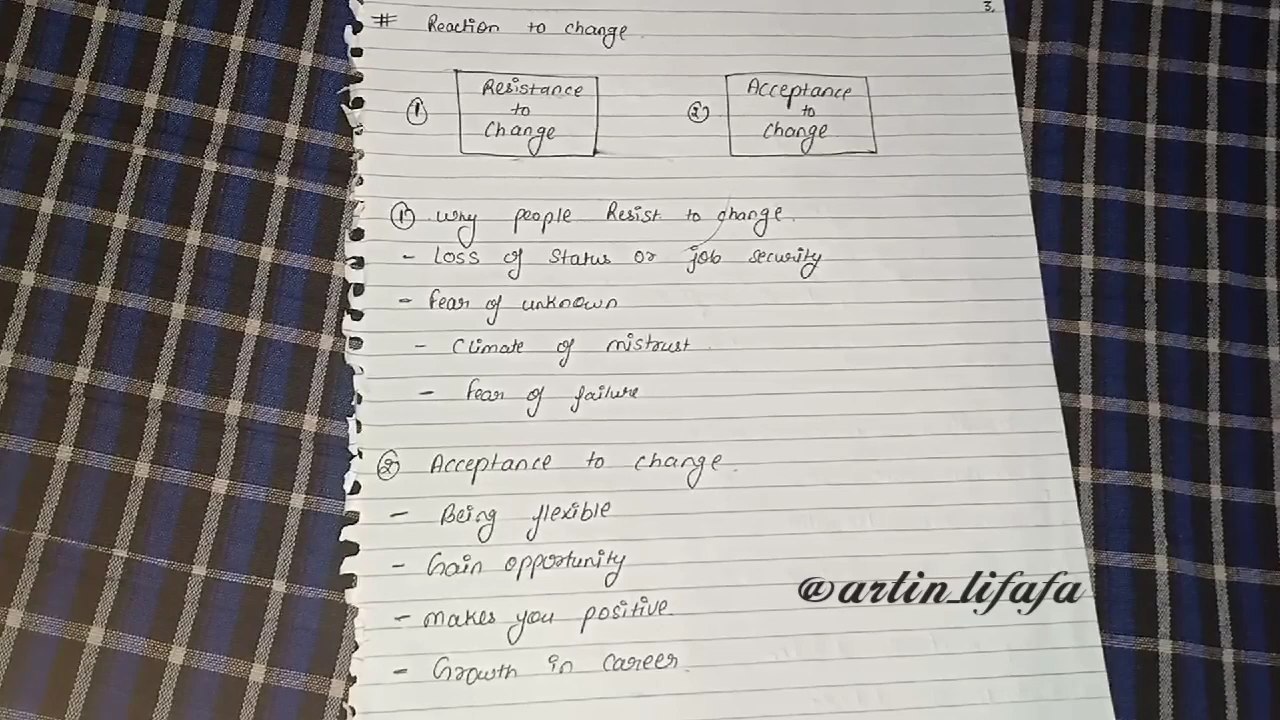 3.
# Reaction to change
① Resistance to Change
② Acceptance to Change
① Why people Resist to change.
- Loss of Status or job security
- Fear of unknown
- Climate of mistrust
- Fear of failure
② Acceptance to change.
- Being flexible
- Gain opportunity
- makes you positive
- Growth in career.
@artin_lifafa